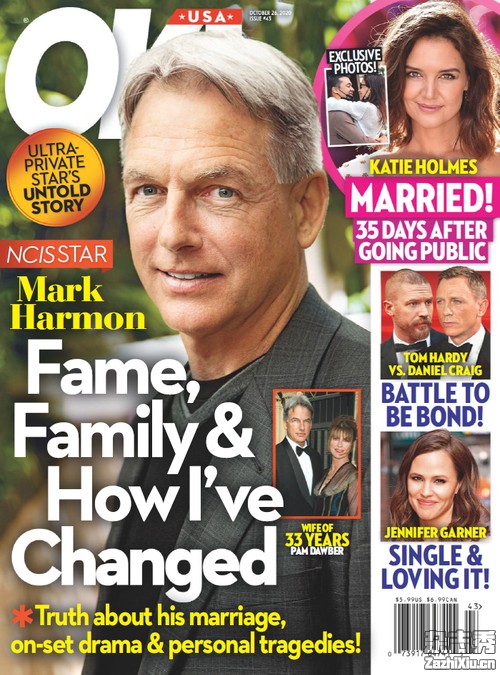 OK!
★USA★
OCTOBER 26, 2020
ISSUE #43
EXCLUSIVE
PHOTOS!
KATIE HOLMES
MARRIED!
35 DAYS AFTER
GOING PUBLIC
ULTRA-
PRIVATE
STAR'S
UNTOLD
STORY
NCIS STAR
Mark
Harmon
Fame,
Family &
How I've
Changed
WIFE OF
33 YEARS
PAM DAWBER
*Truth about his marriage,
on-set drama & personal tragedies!
TOM HARDY
VS. DANIEL CRAIG
BATTLE TO
BE BOND!
JENNIFER GARNER
SINGLE &
LOVING IT!
$5.99US $6.99CAN
43>
杂志秀
ZaZhiXiu.cn